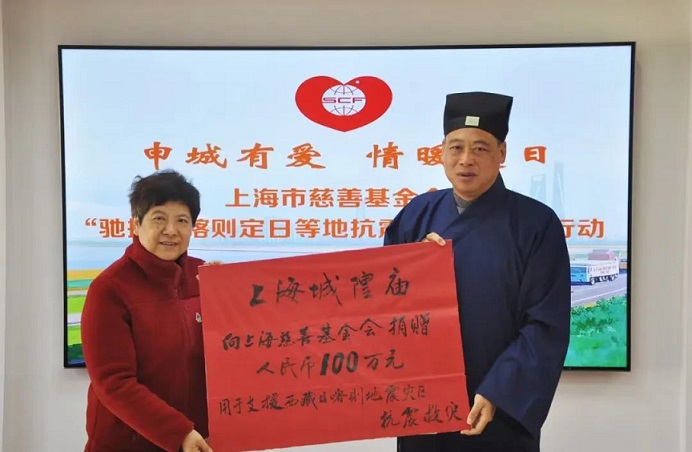 SCF
申城有爱 情暖 日
上海市慈善基金会
“驰 喀则定日等地抗震 行动
上海城隍庙
向上海慈善基金会捐赠
人民币100万元
用于支援西藏日喀则地震灾区
抗震救灾